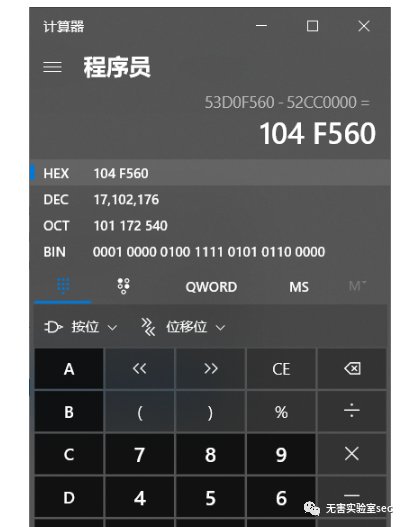 计算器
程序员
53D0F560 - 52CC0000 =
104 F560
HEX 104 F560
DEC 17,102,176
OCT 101 172 540
BIN 0001 0000 0100 1111 0101 0110 0000
QWORD MS M˅
按位 位移位
A << >> CE
B ( ) % ÷
C 7 8 9 ×
D 4 5 6 —
无害实验室sec